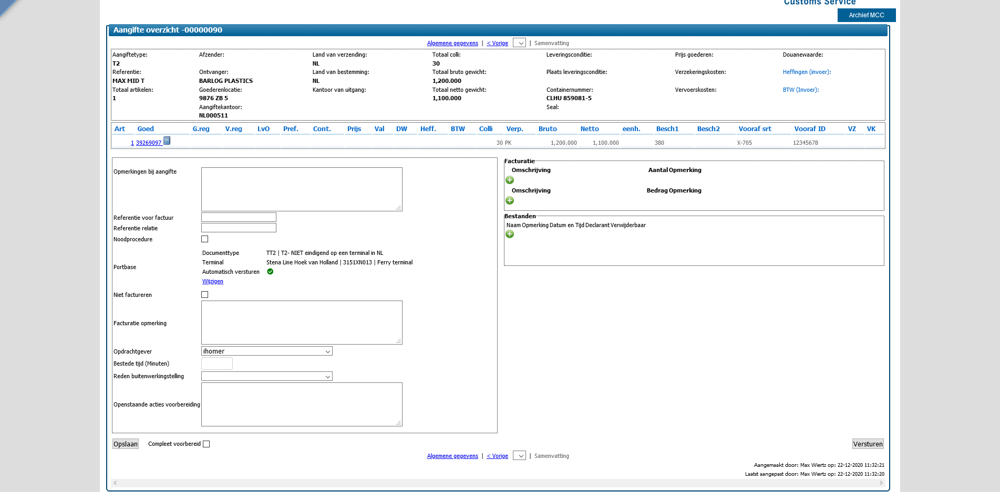 Customs Service
Archief MCC
Aangifte overzicht -00000090
Algemene gegevens | < Vorige | Samenvatting
Aangiftetype: Afzender: Land van verzending: Totaal colli: Leveringsconditie: Prijs goederen: Douanewaarde:
T2 NL 30
Referentie: Ontvanger: Land van bestemming: Totaal bruto gewicht: Plaats leveringsconditie: Verzekeringskosten: Heffingen (invoer):
MAX MID T BARLOG PLASTICS NL 1,200.000
Totaal artikelen: Goederenlocatie: Kantoor van uitgang: Totaal netto gewicht: Containernummer: Vervoerskosten: BTW (Invoer):
1 9876 ZB 5 1,100.000 CLHU 859081-5
Aangiftekantoor: Seal:
NL000511
Art Goed G.reg V.reg LvO Pref. Cont. Prijs Val DW Heff. BTW Colli Verp. Bruto Netto eenh. Besch1 Besch2 Vooraf srt Vooraf ID VZ VK
1 39269097 30 PK 1,200.000 1,100.000 380 X-705 12345678
Opmerkingen bij aangifte
Referentie voor factuur
Referentie relatie
Noodprocedure
Portbase
Documenttype TT2 | T2- NIET eindigend op een terminal in NL
Terminal Stena Line Hoek van Holland | 3151XN013 | Ferry terminal
Automatisch versturen
Wijzigen
Niet factureren
Facturatie opmerking
Opdrachtgever ihomer
Bestede tijd (Minuten)
Reden buitenwerkingstelling
Openstaande acties voorbereiding
Facturatie
Omschrijving Aantal Opmerking
Omschrijving Bedrag Opmerking
Bestanden
Naam Opmerking Datum en Tijd Declarant Verwijderbaar
Opslaan Compleet voorbereid Versturen
Algemene gegevens | < Vorige | Samenvatting
Aangemaakt door: Max Wiertz op: 22-12-2020 11:32:21
Laatst aangepast door: Max Wiertz op: 22-12-2020 11:32:20